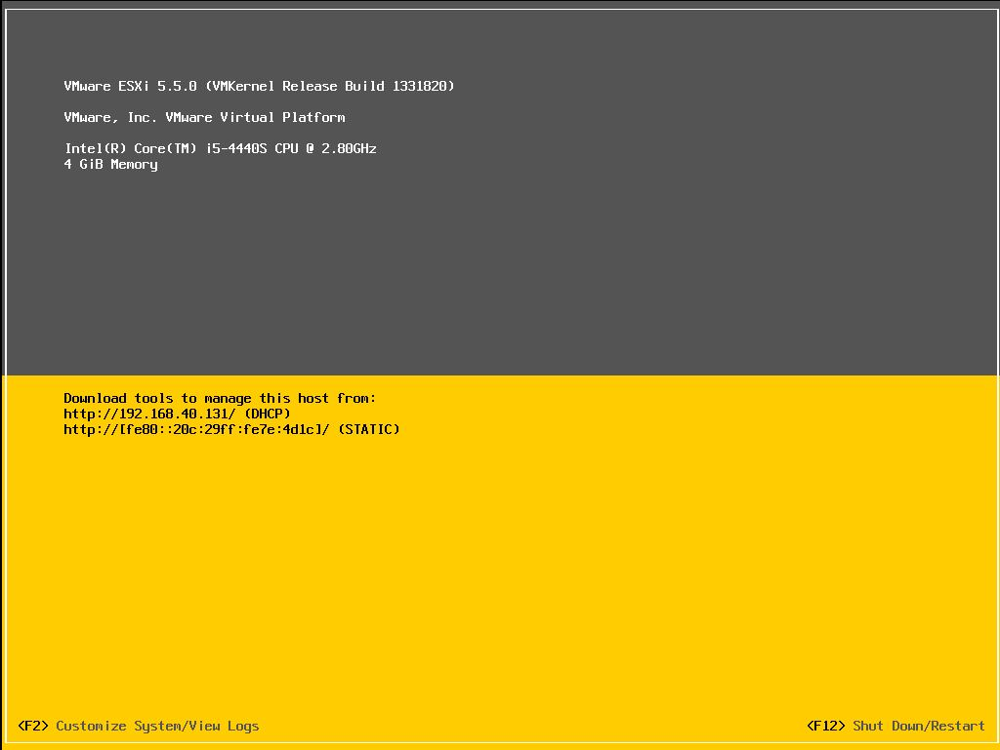 VMware ESXi 5.5.0 (VMKernel Release Build 1331820)
VMware, Inc. VMware Virtual Platform
Intel(R) Core(TM) i5-4440S CPU @ 2.80GHz
4 GiB Memory
Download tools to manage this host from:
http://192.168.40.131/ (DHCP)
http://[fe80::20c:29ff:fe7e:4d1c]/ (STATIC)
<F2> Customize System/View Logs
<F12> Shut Down/Restart